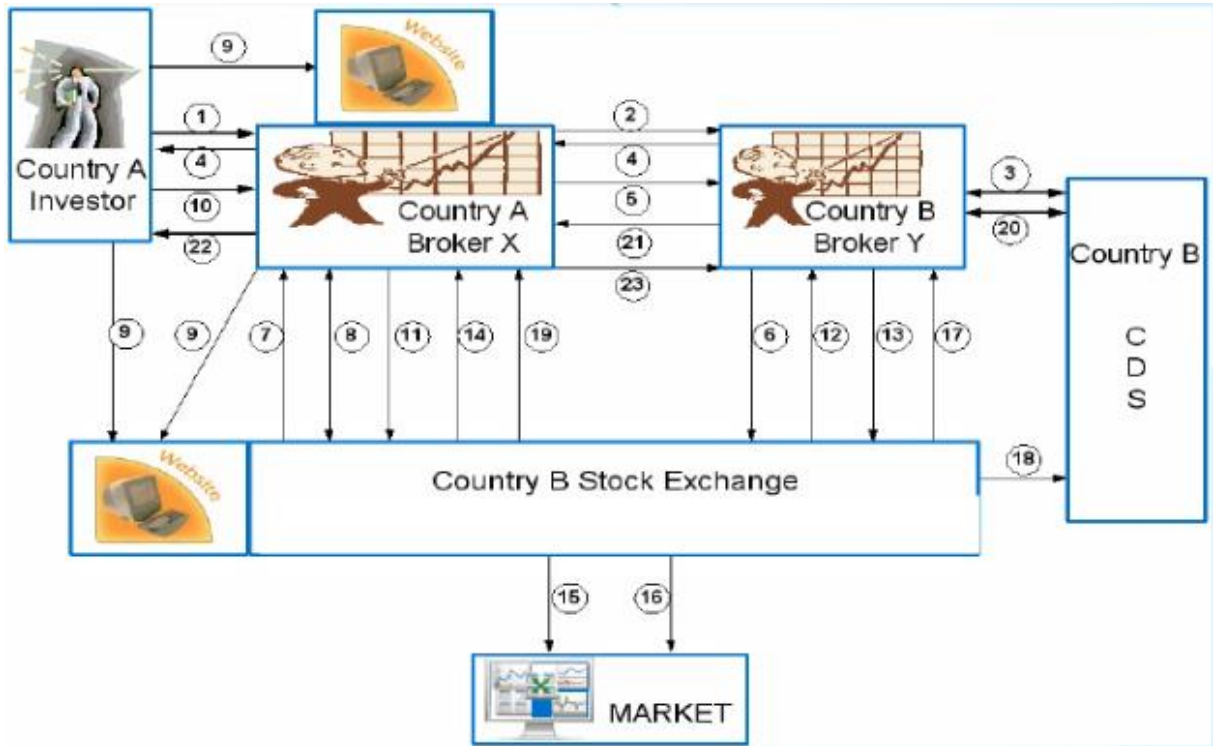 9
Website
1
2
4
4
3
Country A
Investor
10
5
20
Country A
Broker X
Country B
Broker Y
22
21
23
Country B
CDS
9
9
7
8
11
14
19
6
12
13
17
Website
Country B Stock Exchange
18
15
16
MARKET